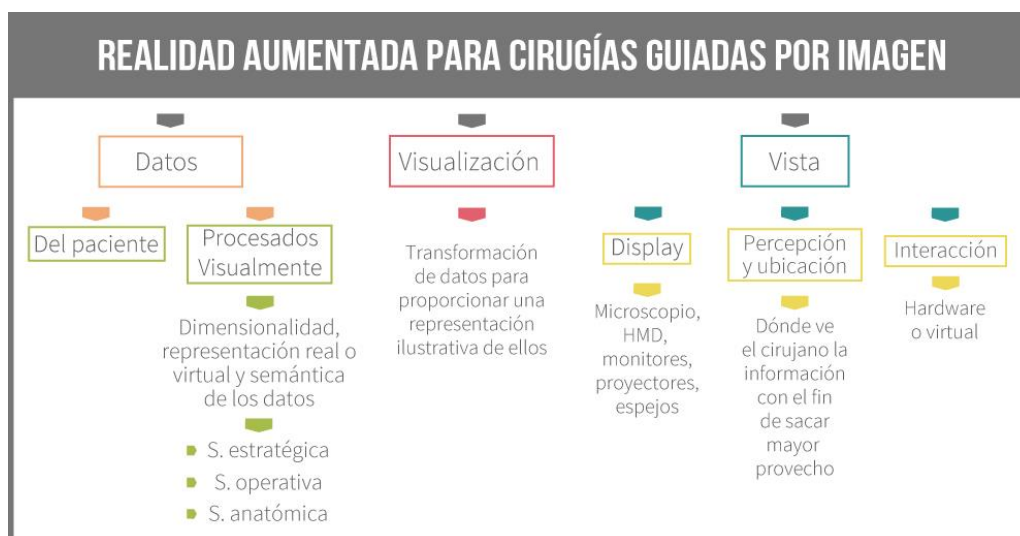 REALIDAD AUMENTADA PARA CIRUGÍAS GUIADAS POR IMAGEN
Datos
Visualización
Vista
Del paciente
Procesados
Visualmente
Dimensionalidad,
representación real o
virtual y semántica
de los datos
S. estratégica
S. operativa
S. anatómica
Transformación
de datos para
proporcionar una
representación
ilustrativa de ellos
Display
Microscopio,
HMD,
monitores,
proyectores,
espejos
Percepción
y ubicación
Dónde ve
el cirujano la
información
con el fin
de sacar
mayor
provecho
Interacción
Hardware
o virtual